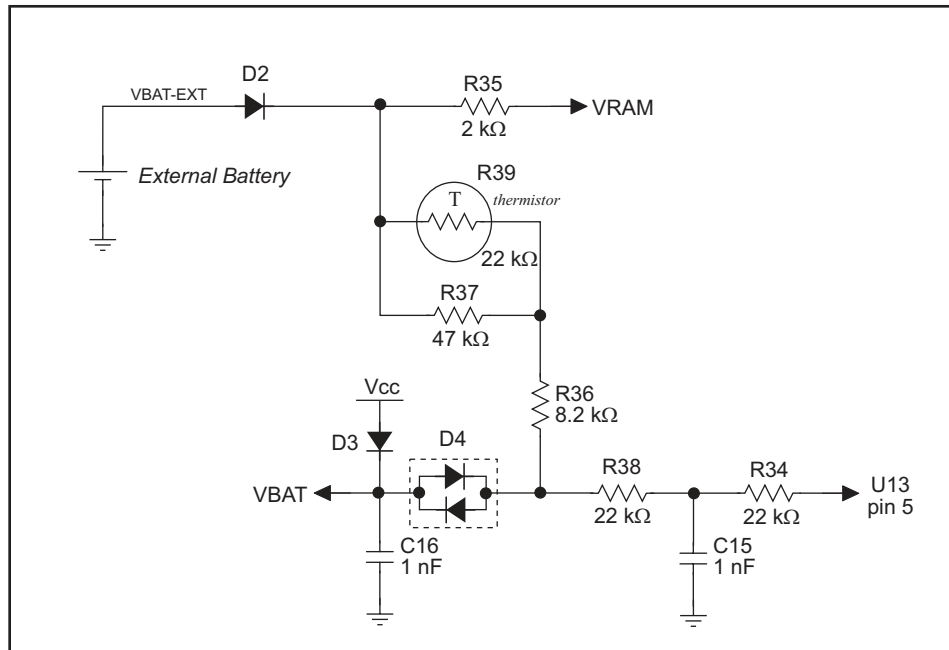 D2
VBAT-EXT
R35
2 kΩ
VRAM
External Battery
R39
T
thermistor
22 kΩ
R37
47 kΩ
Vcc
R36
8.2 kΩ
D3
D4
VBAT
R38
22 kΩ
R34
22 kΩ
U13
pin 5
C16
1 nF
C15
1 nF